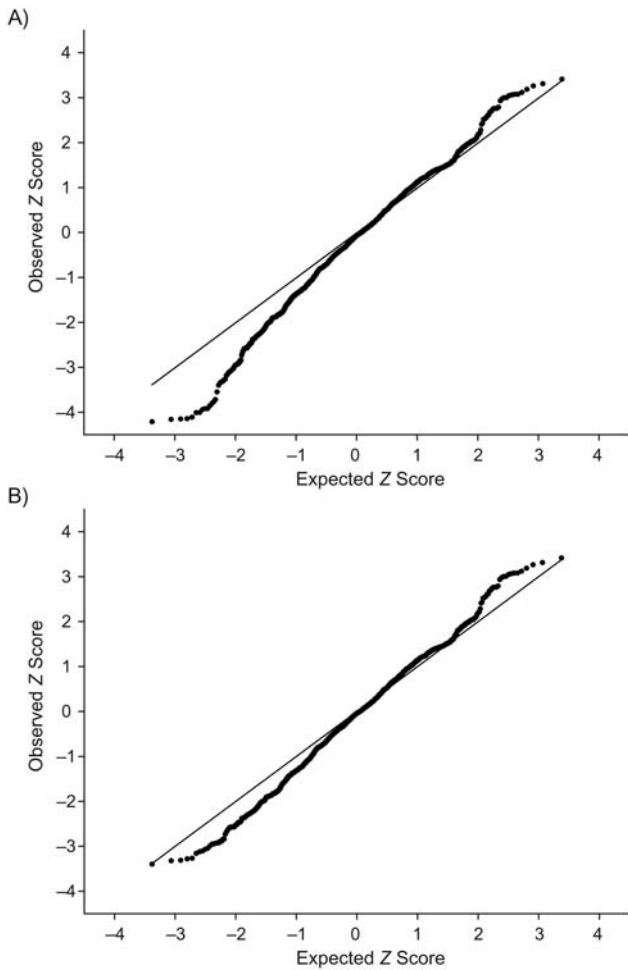 A)
4
3
2
1
0
–1
–2
–3
–4
Observed Z Score
–4 –3 –2 –1 0 1 2 3 4
Expected Z Score
B)
4
3
2
1
0
–1
–2
–3
–4
Observed Z Score
–4 –3 –2 –1 0 1 2 3 4
Expected Z Score